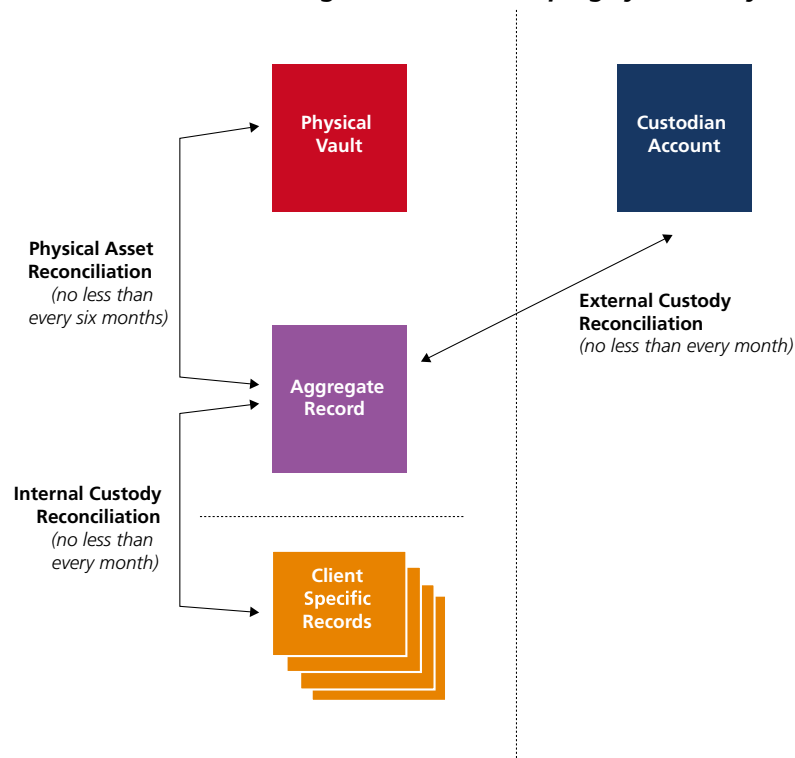 Physical
Vault
Custodian
Account
Physical Asset
Reconciliation
(no less than
every six months)
External Custody
Reconciliation
(no less than every month)
Aggregate
Record
Internal Custody
Reconciliation
(no less than
every month)
Client
Specific
Records